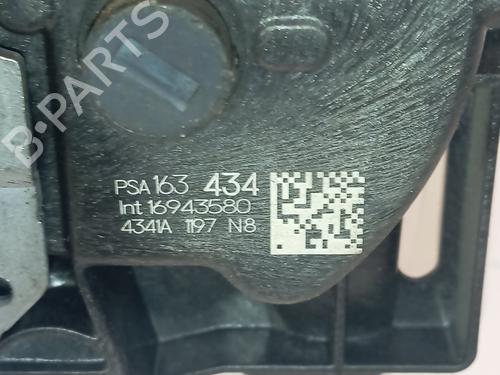 B-PARTS
PSA 163 434
Int 16943580
4341A 1197 N8